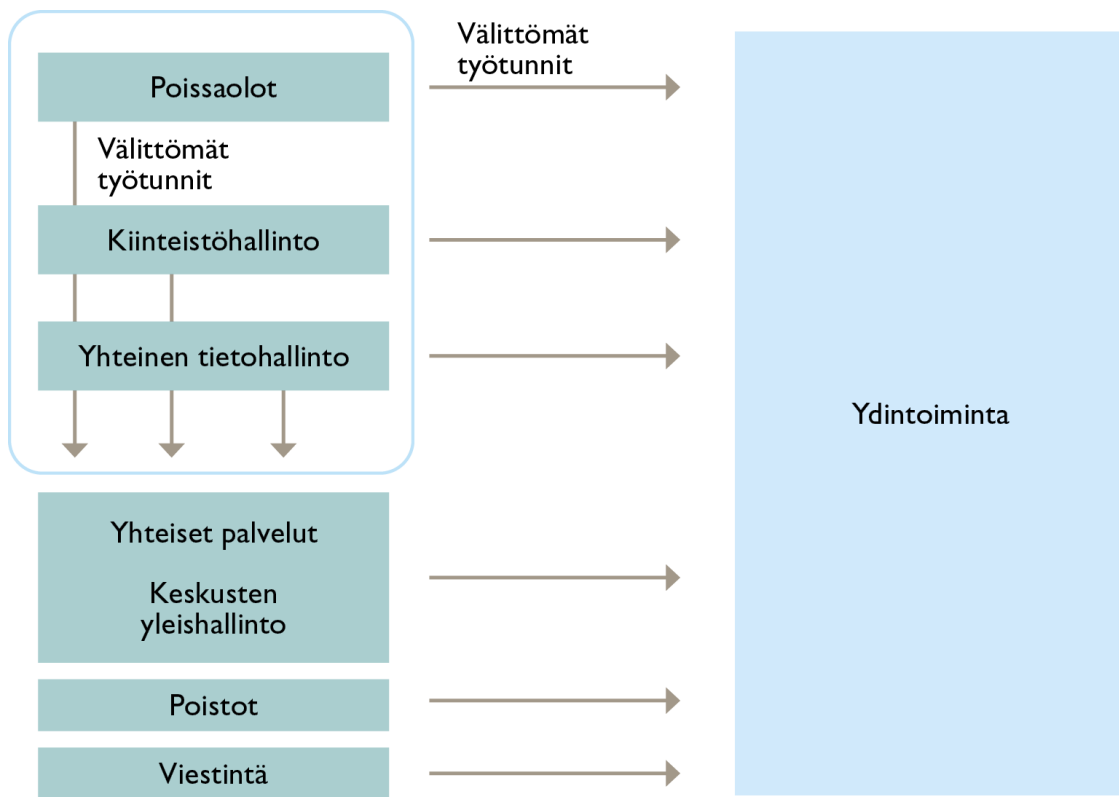 Välittömät
työtunnit
Poissaolot
Välittömät
työtunnit
Kiinteistöhallinto
Yhteinen tietohallinto
Ydintoiminta
Yhteiset palvelut
Keskusten
yleishallinto
Poistot
Viestintä